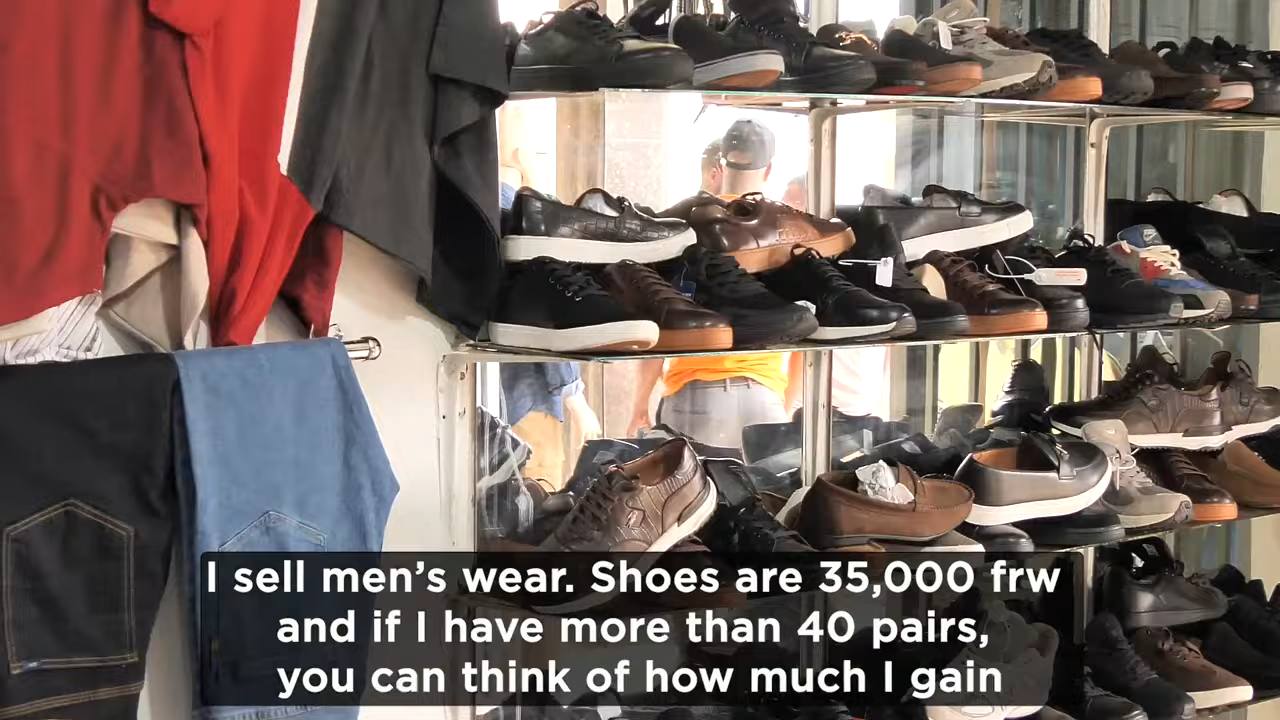 I sell men’s wear. Shoes are 35,000 frw
and if I have more than 40 pairs,
you can think of how much I gain